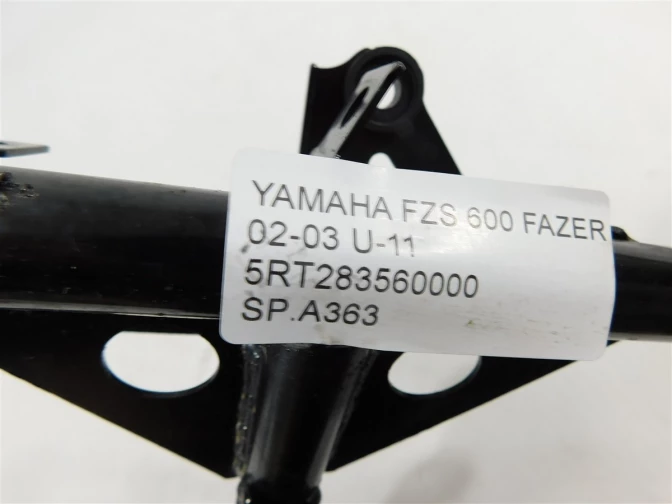 YAMAHA FZS 600 FAZER
02-03 U-11
5RT283560000
SP.A363